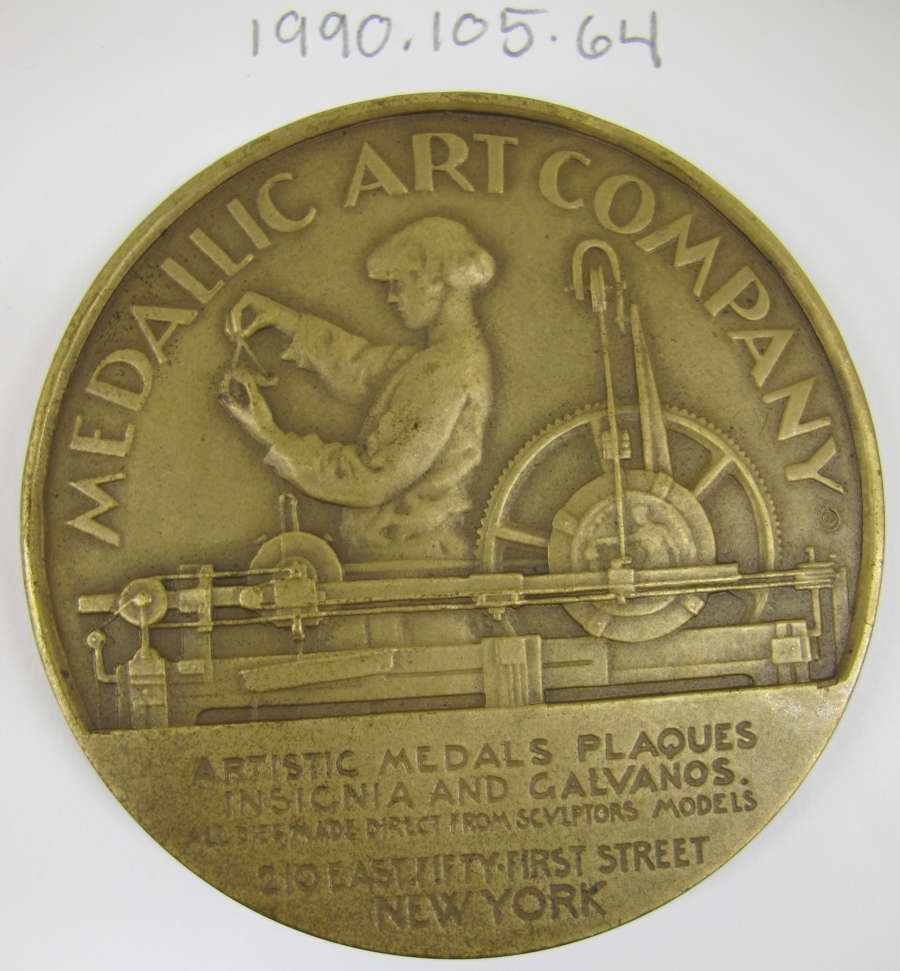 1990.105.64
MEDALLIC ART COMPANY
ARTISTIC MEDALS PLAQUES
INSIGNIA AND GALVANOS.
ALL DIES MADE DIRECT FROM SCVLPTORS MODELS
210 EAST FIFTY-FIRST STREET
NEW YORK